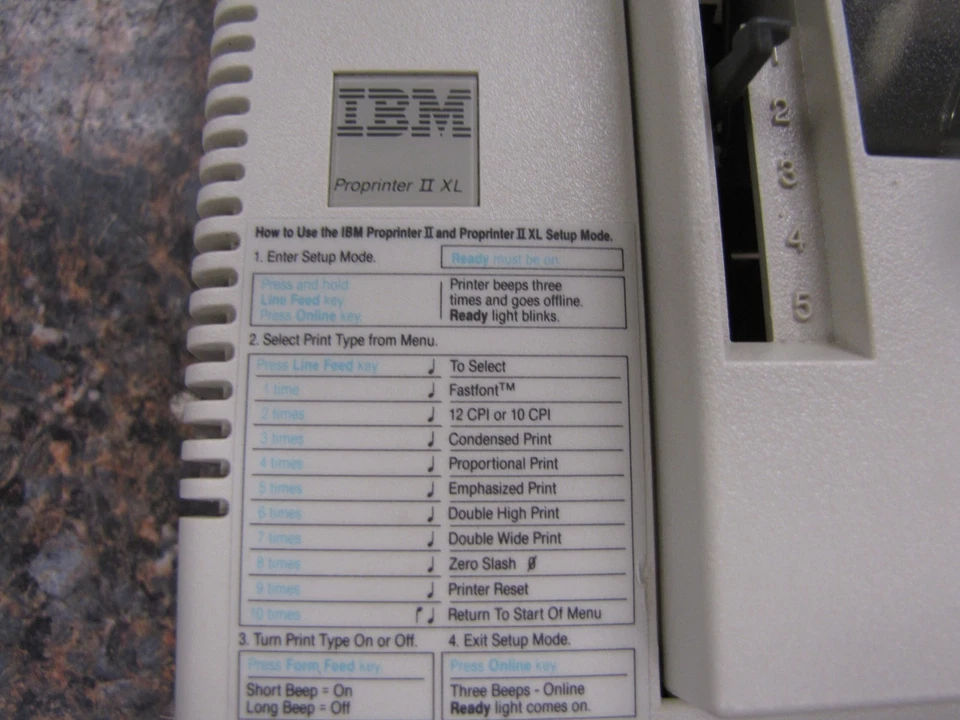 IBM
Proprinter II XL
1
2
3
4
5
How to Use the IBM Proprinter II and Proprinter II XL Setup Mode.
1. Enter Setup Mode.
Ready must be on.
Press and hold
Line Feed key.
Press Online key.
Printer beeps three
times and goes offline.
Ready light blinks.
2. Select Print Type from Menu.
Press Line Feed key ♩ To Select
1 time ♩ Fastfont™
2 times ♩ 12 CPI or 10 CPI
3 times ♩ Condensed Print
4 times ♩ Proportional Print
5 times ♩ Emphasized Print
6 times ♩ Double High Print
7 times ♩ Double Wide Print
8 times ♩ Zero Slash Ø
9 times ♩ Printer Reset
10 times ♩ Return To Start Of Menu
3. Turn Print Type On or Off.
Press Form Feed key.
Short Beep = On
Long Beep = Off
4. Exit Setup Mode.
Press Online key.
Three Beeps - Online
Ready light comes on.